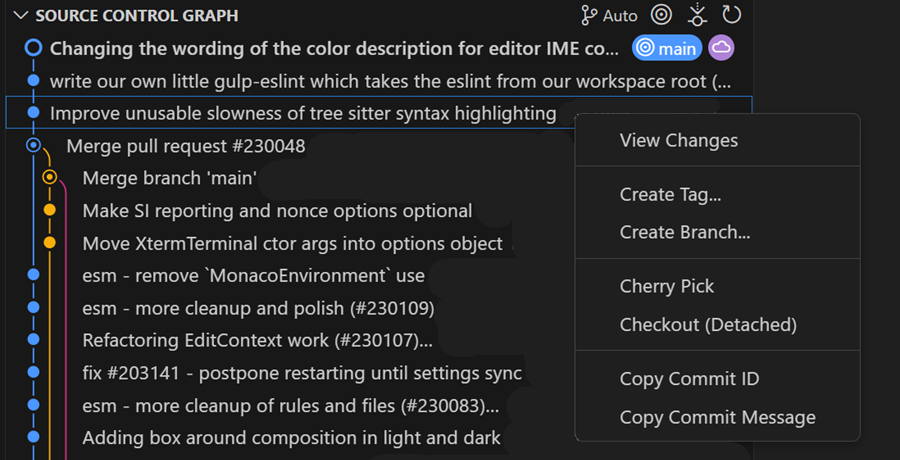 SOURCE CONTROL GRAPH Auto
Changing the wording of the color description for editor IME co... main
write our own little gulp-eslint which takes the eslint from our workspace root (...
Improve unusable slowness of tree sitter syntax highlighting
Merge pull request #230048
Merge branch 'main'
Make SI reporting and nonce options optional
Move XtermTerminal ctor args into options object
esm - remove `MonacoEnvironment` use
esm - more cleanup and polish (#230109)
Refactoring EditContext work (#230107)...
fix #203141 - postpone restarting until settings sync
esm - more cleanup of rules and files (#230083)...
Adding box around composition in light and dark
View Changes
Create Tag...
Create Branch...
Cherry Pick
Checkout (Detached)
Copy Commit ID
Copy Commit Message